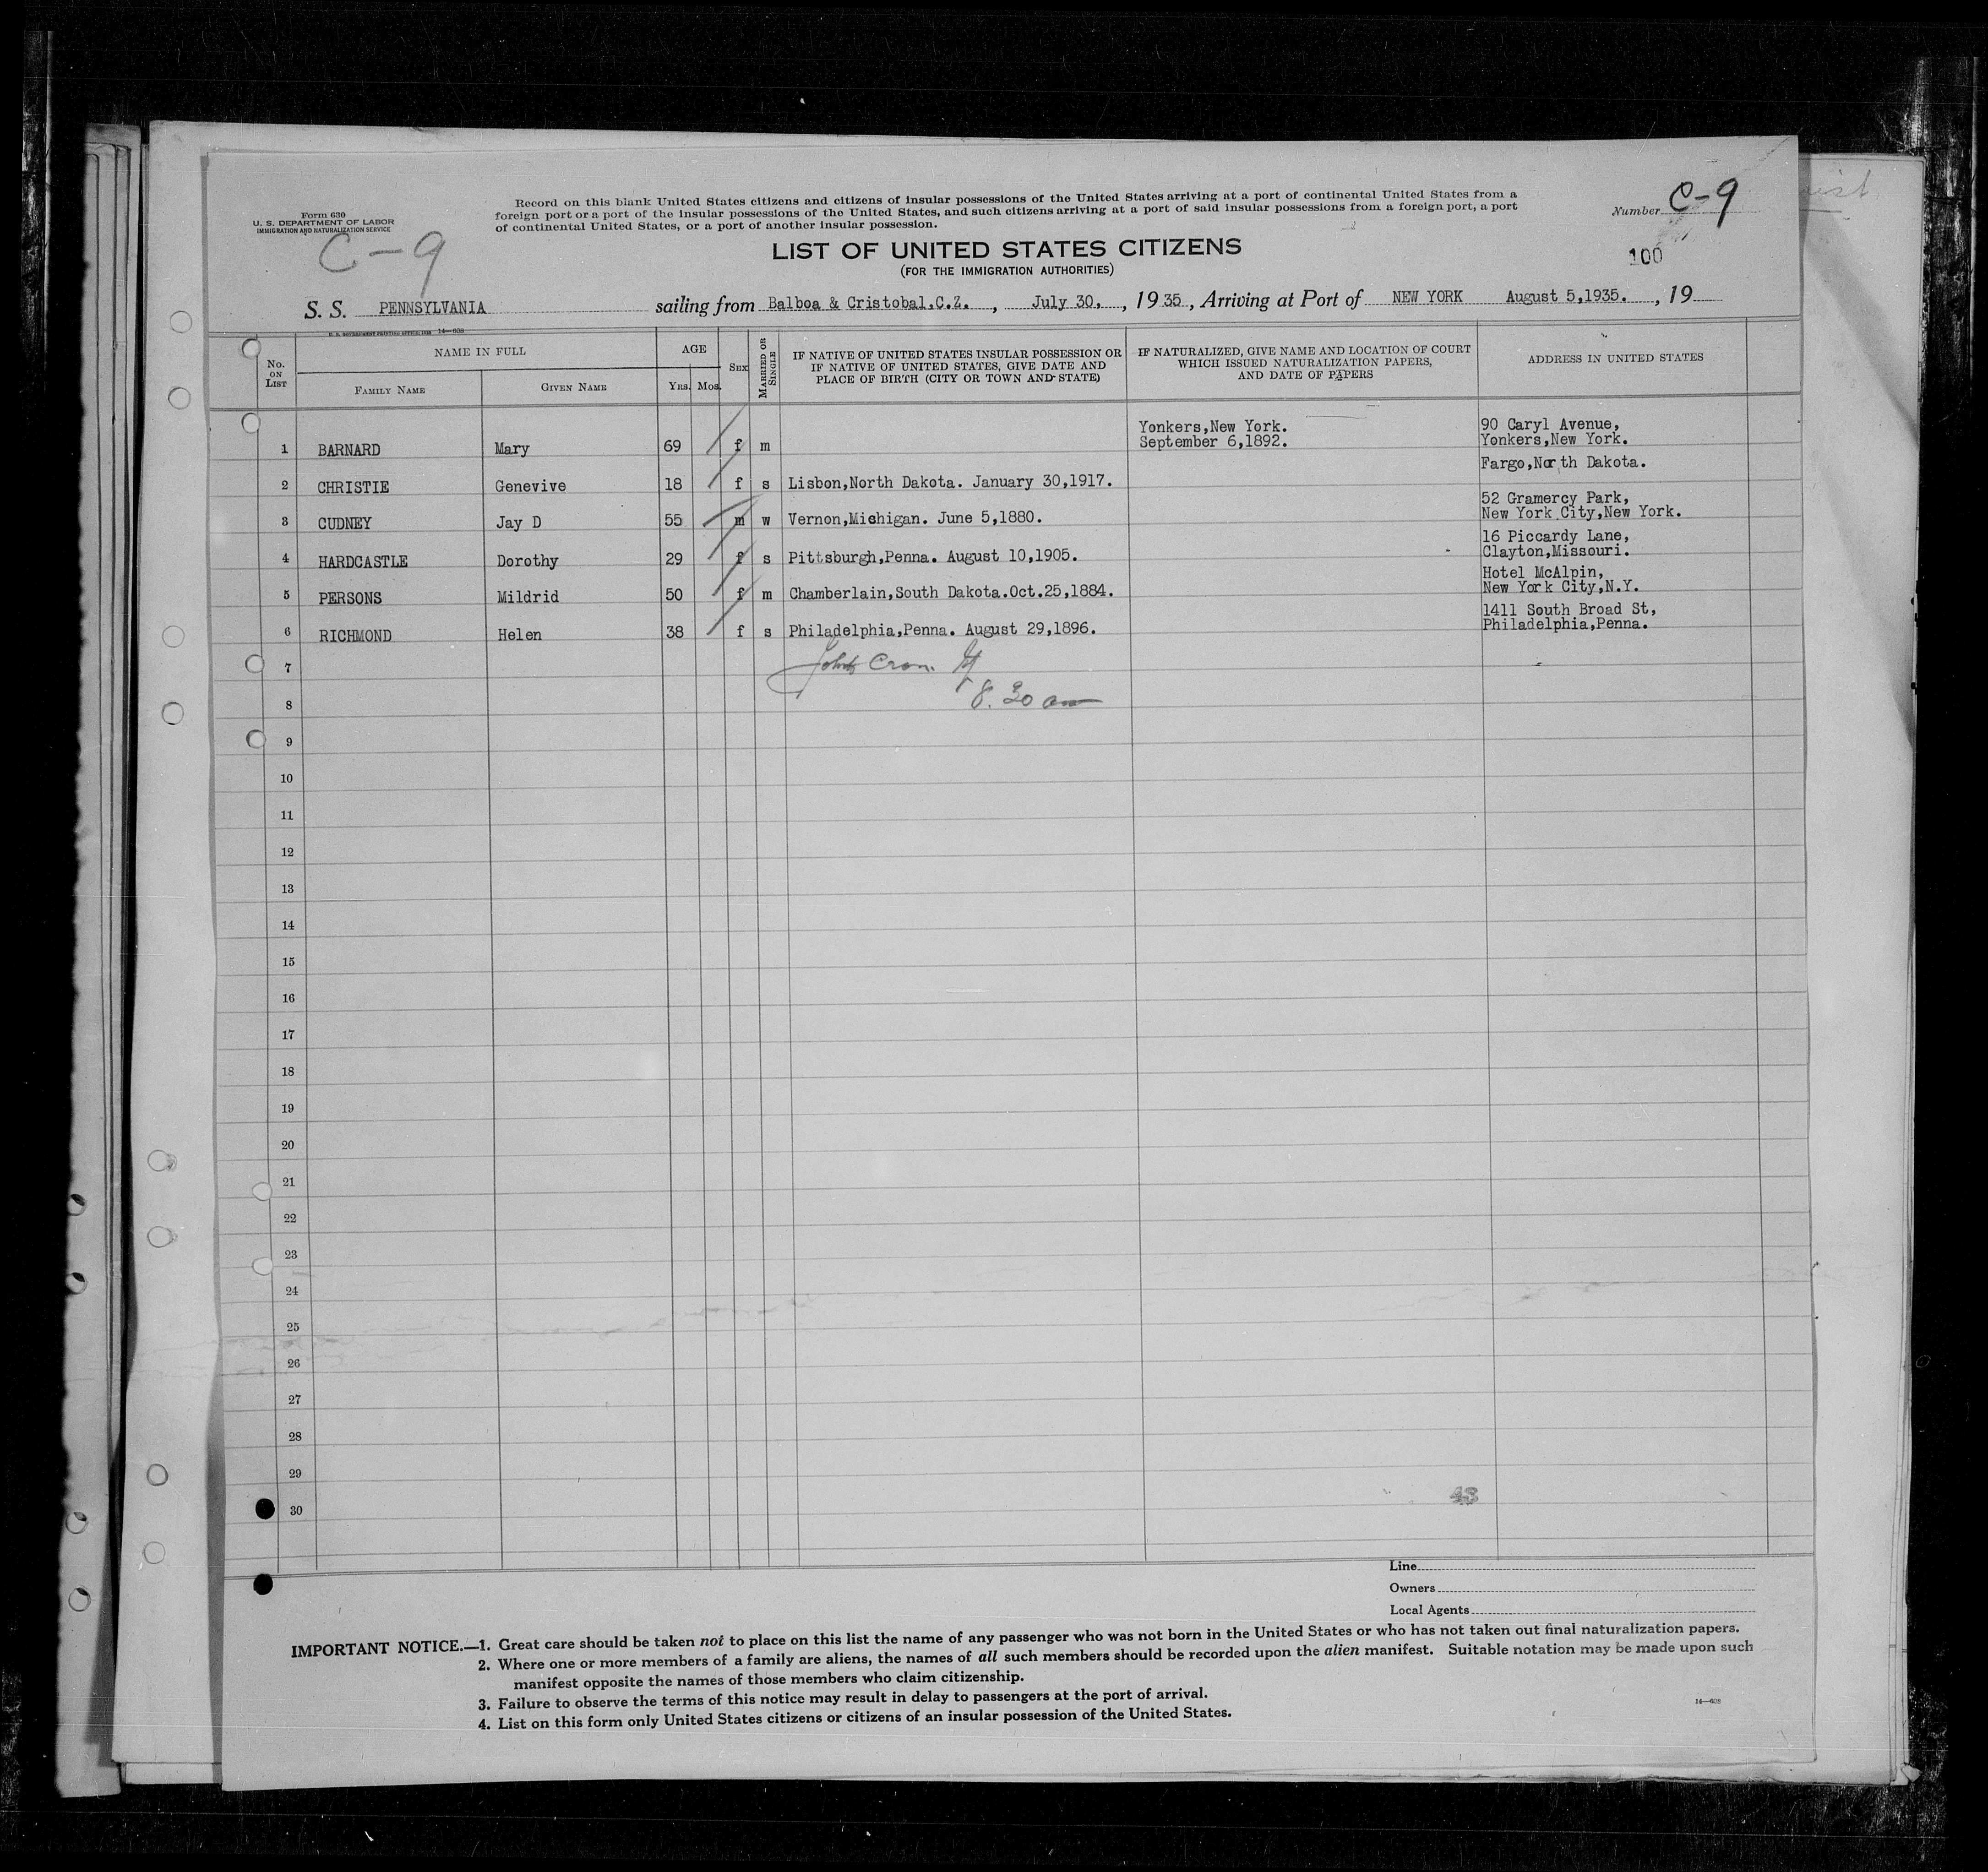 Form 630
U. S. DEPARTMENT OF LABOR
IMMIGRATION AND NATURALIZATION SERVICE
C-9
Record on this blank United States citizens and citizens of insular possessions of the United States arriving at a port of continental United States from a
foreign port or a port of the insular possessions of the United States, and such citizens arriving at a port of said insular possessions from a foreign port, a port
of continental United States, or a port of another insular possession.
Number C-9
100
LIST OF UNITED STATES CITIZENS
(FOR THE IMMIGRATION AUTHORITIES)
S. S. PENNSYLVANIA sailing from Balboa & Cristobal,C.Z. , July 30, , 19 35 , Arriving at Port of NEW YORK August 5,1935. , 19
U. S. GOVERNMENT PRINTING OFFICE: 14—608
No. ON LIST
NAME IN FULL
FAMILY NAME
GIVEN NAME
AGE
YRS. MOS.
SEX
MARRIED OR SINGLE
IF NATIVE OF UNITED STATES INSULAR POSSESSION OR
IF NATIVE OF UNITED STATES, GIVE DATE AND
PLACE OF BIRTH (CITY OR TOWN AND STATE)
IF NATURALIZED, GIVE NAME AND LOCATION OF COURT
WHICH ISSUED NATURALIZATION PAPERS,
AND DATE OF PAPERS
ADDRESS IN UNITED STATES
Yonkers,New York. 90 Caryl Avenue,
1 BARNARD Mary 69 f m September 6,1892. Yonkers,New York.
Fargo,North Dakota.
2 CHRISTIE Genevive 18 f s Lisbon,North Dakota. January 30,1917.
52 Gramercy Park,
3 CUDNEY Jay D 55 m w Vernon,Michigan. June 5,1880. New York City,New York.
16 Piccardy Lane,
4 HARDCASTLE Dorothy 29 f s Pittsburgh,Penna. August 10,1905. Clayton,Missouri.
Hotel McAlpin,
5 PERSONS Mildrid 50 f m Chamberlain,South Dakota.Oct.25,1884. New York City,N.Y.
1411 South Broad St,
6 RICHMOND Helen 38 f s Philadelphia,Penna. August 29,1896. Philadelphia,Penna.
7
8 8.30 am
9
10
11
12
13
14
15
16
17
18
19
20
21
22
23
24
25
26
27
28
29
30
43
Line
Owners
Local Agents
IMPORTANT NOTICE.—1. Great care should be taken not to place on this list the name of any passenger who was not born in the United States or who has not taken out final naturalization papers.
2. Where one or more members of a family are aliens, the names of all such members should be recorded upon the alien manifest. Suitable notation may be made upon such
manifest opposite the names of those members who claim citizenship.
3. Failure to observe the terms of this notice may result in delay to passengers at the port of arrival.
4. List on this form only United States citizens or citizens of an insular possession of the United States.
14—608